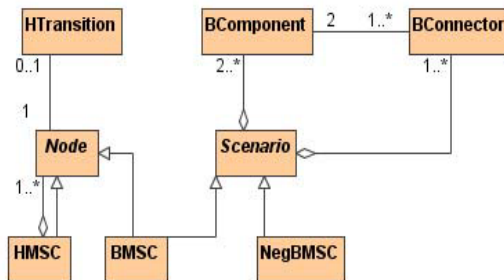 HTransition
BComponent
2
1..*
BConnector
0..1
2..*
1..*
1
Node
Scenario
1..*
HMSC
BMSC
NegBMSC